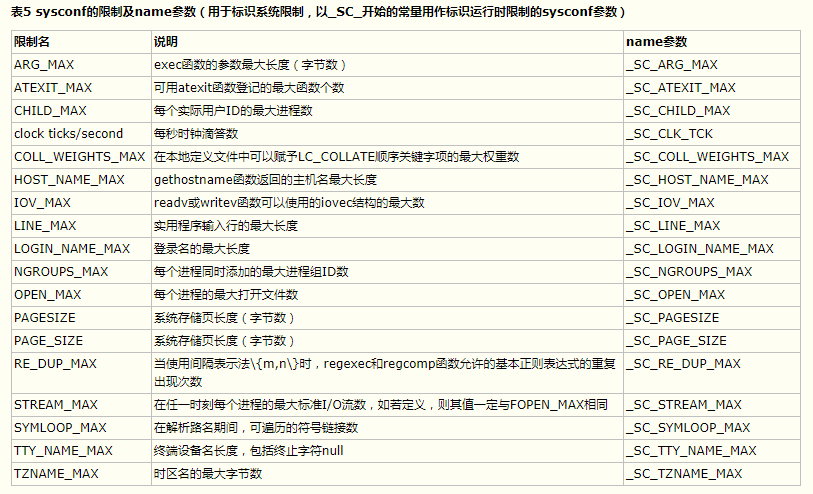 表5 sysconf的限制及name参数（用于标识系统限制，以_SC_开始的常量用作标识运行时限制的sysconf参数）
限制名 说明 name参数
ARG_MAX exec函数的参数最大长度（字节数） _SC_ARG_MAX
ATEXIT_MAX 可用atexit函数登记的最大函数个数 _SC_ATEXIT_MAX
CHILD_MAX 每个实际用户ID的最大进程数 _SC_CHILD_MAX
clock ticks/second 每秒时钟滴答数 _SC_CLK_TCK
COLL_WEIGHTS_MAX 在本地定义文件中可以赋予LC_COLLATE顺序关键字项的最大权重数 _SC_COLL_WEIGHTS_MAX
HOST_NAME_MAX gethostname函数返回的主机名最大长度 _SC_HOST_NAME_MAX
IOV_MAX readv或writev函数可以使用的iovec结构的最大数 _SC_IOV_MAX
LINE_MAX 实用程序输入行的最大长度 _SC_LINE_MAX
LOGIN_NAME_MAX 登录名的最大长度 _SC_LOGIN_NAME_MAX
NGROUPS_MAX 每个进程同时添加的最大进程组ID数 _SC_NGROUPS_MAX
OPEN_MAX 每个进程的最大打开文件数 _SC_OPEN_MAX
PAGESIZE 系统存储页长度（字节数） _SC_PAGESIZE
PAGE_SIZE 系统存储页长度（字节数） _SC_PAGE_SIZE
RE_DUP_MAX 当使用间隔表示法\{m,n\}时，regexec和regcomp函数允许的基本正则表达式的重复 _SC_RE_DUP_MAX
出现次数
STREAM_MAX 在任一时刻每个进程的最大标准I/O流数，如若定义，则其值一定与FOPEN_MAX相同 _SC_STREAM_MAX
SYMLOOP_MAX 在解析路名期间，可遍历的符号链接数 _SC_SYMLOOP_MAX
TTY_NAME_MAX 终端设备名长度，包括终止字符null _SC_TTY_NAME_MAX
TZNAME_MAX 时区名的最大字节数 _SC_TZNAME_MAX